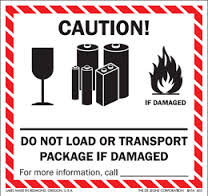 CAUTION!
IF DAMAGED
DO NOT LOAD OR TRANSPORT
PACKAGE IF DAMAGED
For more information, call